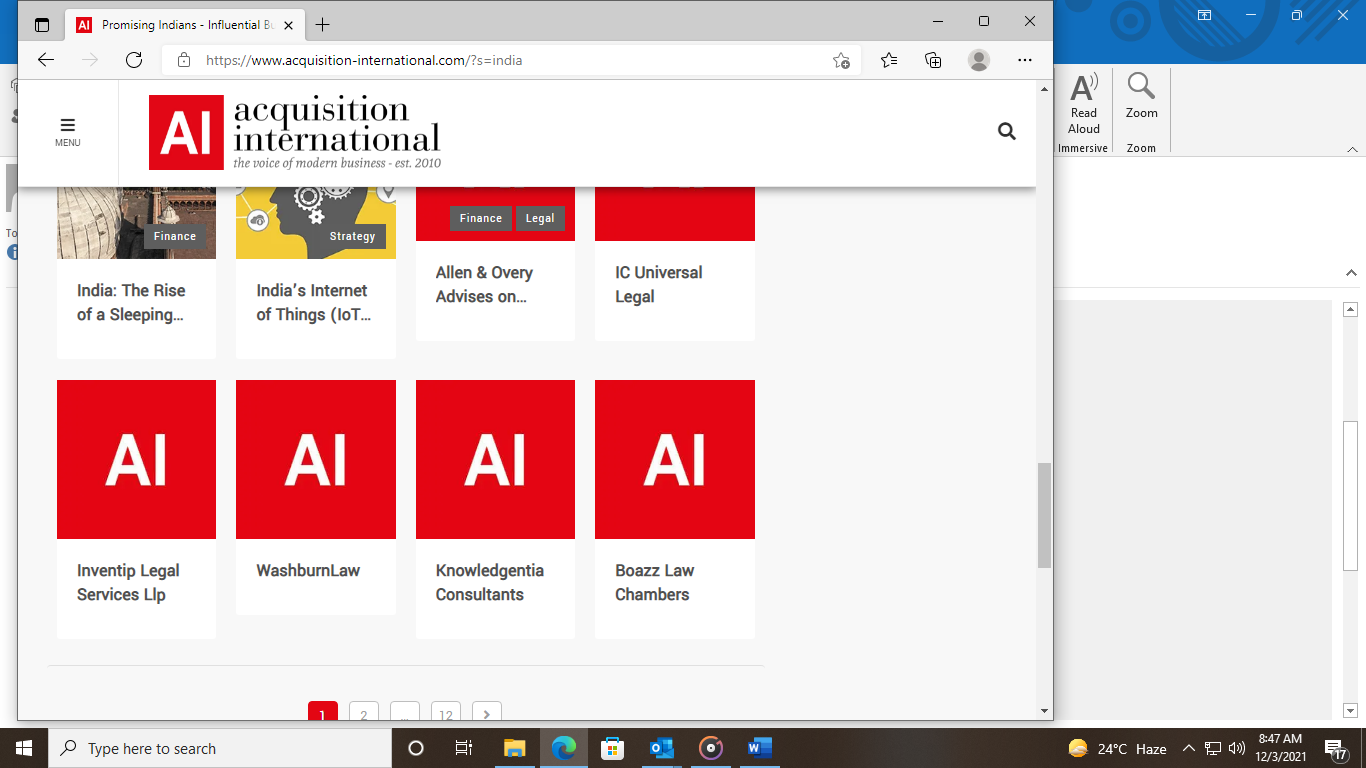 Promising Indians - Influential Bu
https://www.acquisition-international.com/?s=india
MENU
AI
acquisition
international
the voice of modern business - est. 2010
Read
Aloud
Zoom
Immersive
Zoom
To
Finance
Strategy
Finance
Legal
India: The Rise
of a Sleeping...
India's Internet
of Things (IoT...
Allen & Overy
Advises on...
IC Universal
Legal
AI
AI
AI
AI
Inventip Legal
Services Llp
WashburnLaw
Knowledgentia
Consultants
Boazz Law
Chambers
1
2
...
12
Type here to search
24°C Haze
8:47 AM
12/3/2021
17